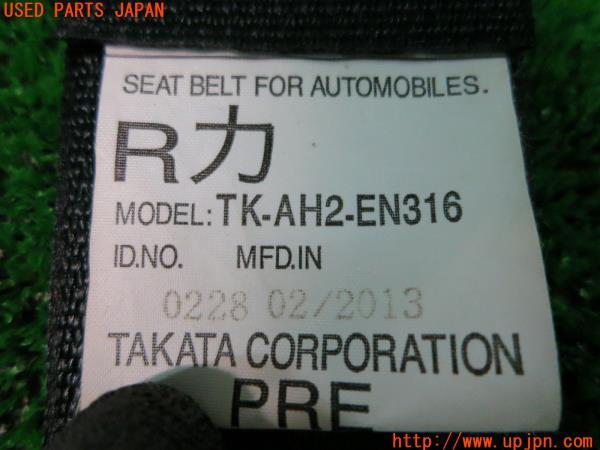 USED PARTS JAPAN
SEAT BELT FOR AUTOMOBILES.
R力
MODEL: TK-AH2-EN316
ID.NO. MFD.IN
0228 02/2013
TAKATA CORPORATION
PRE
http://www.upjpn.com/